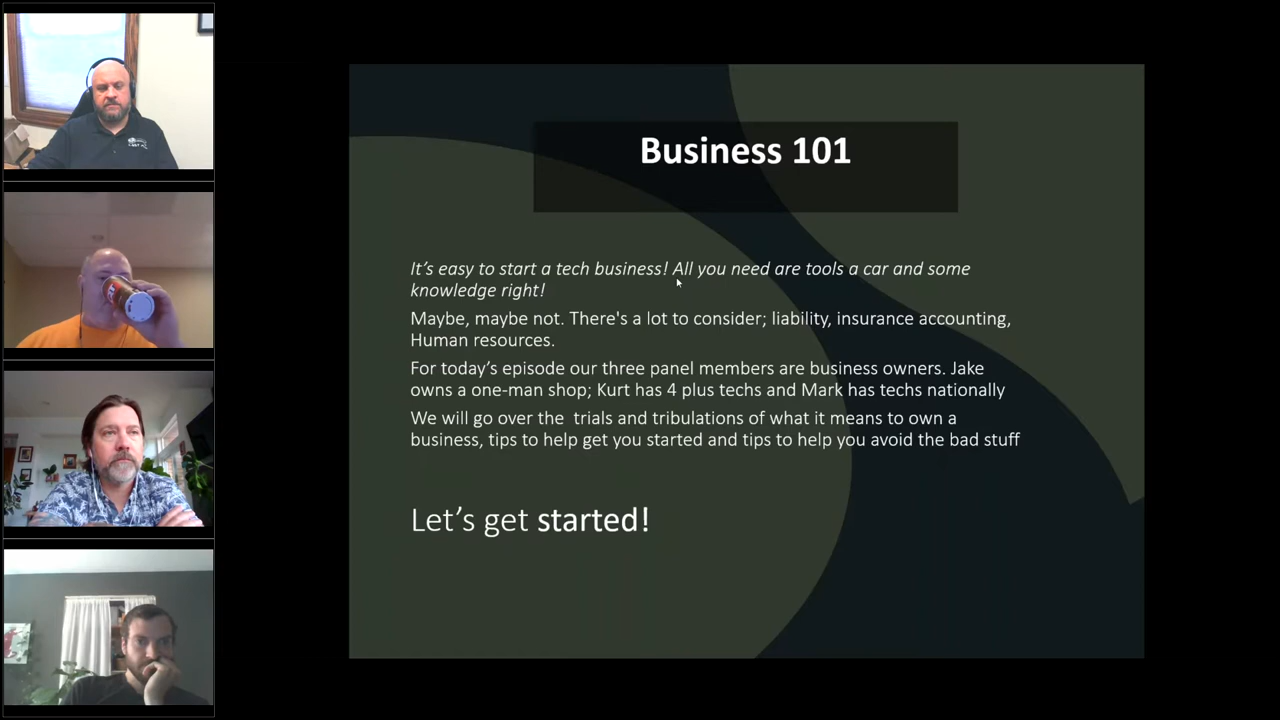 Business 101
It's easy to start a tech business! All you need are tools a car and some
knowledge right!
Maybe, maybe not. There's a lot to consider; liability, insurance accounting,
Human resources.
For today's episode our three panel members are business owners. Jake
owns a one-man shop; Kurt has 4 plus techs and Mark has techs nationally
We will go over the  trials and tribulations of what it means to own a
business, tips to help get you started and tips to help you avoid the bad stuff
Let's get started!